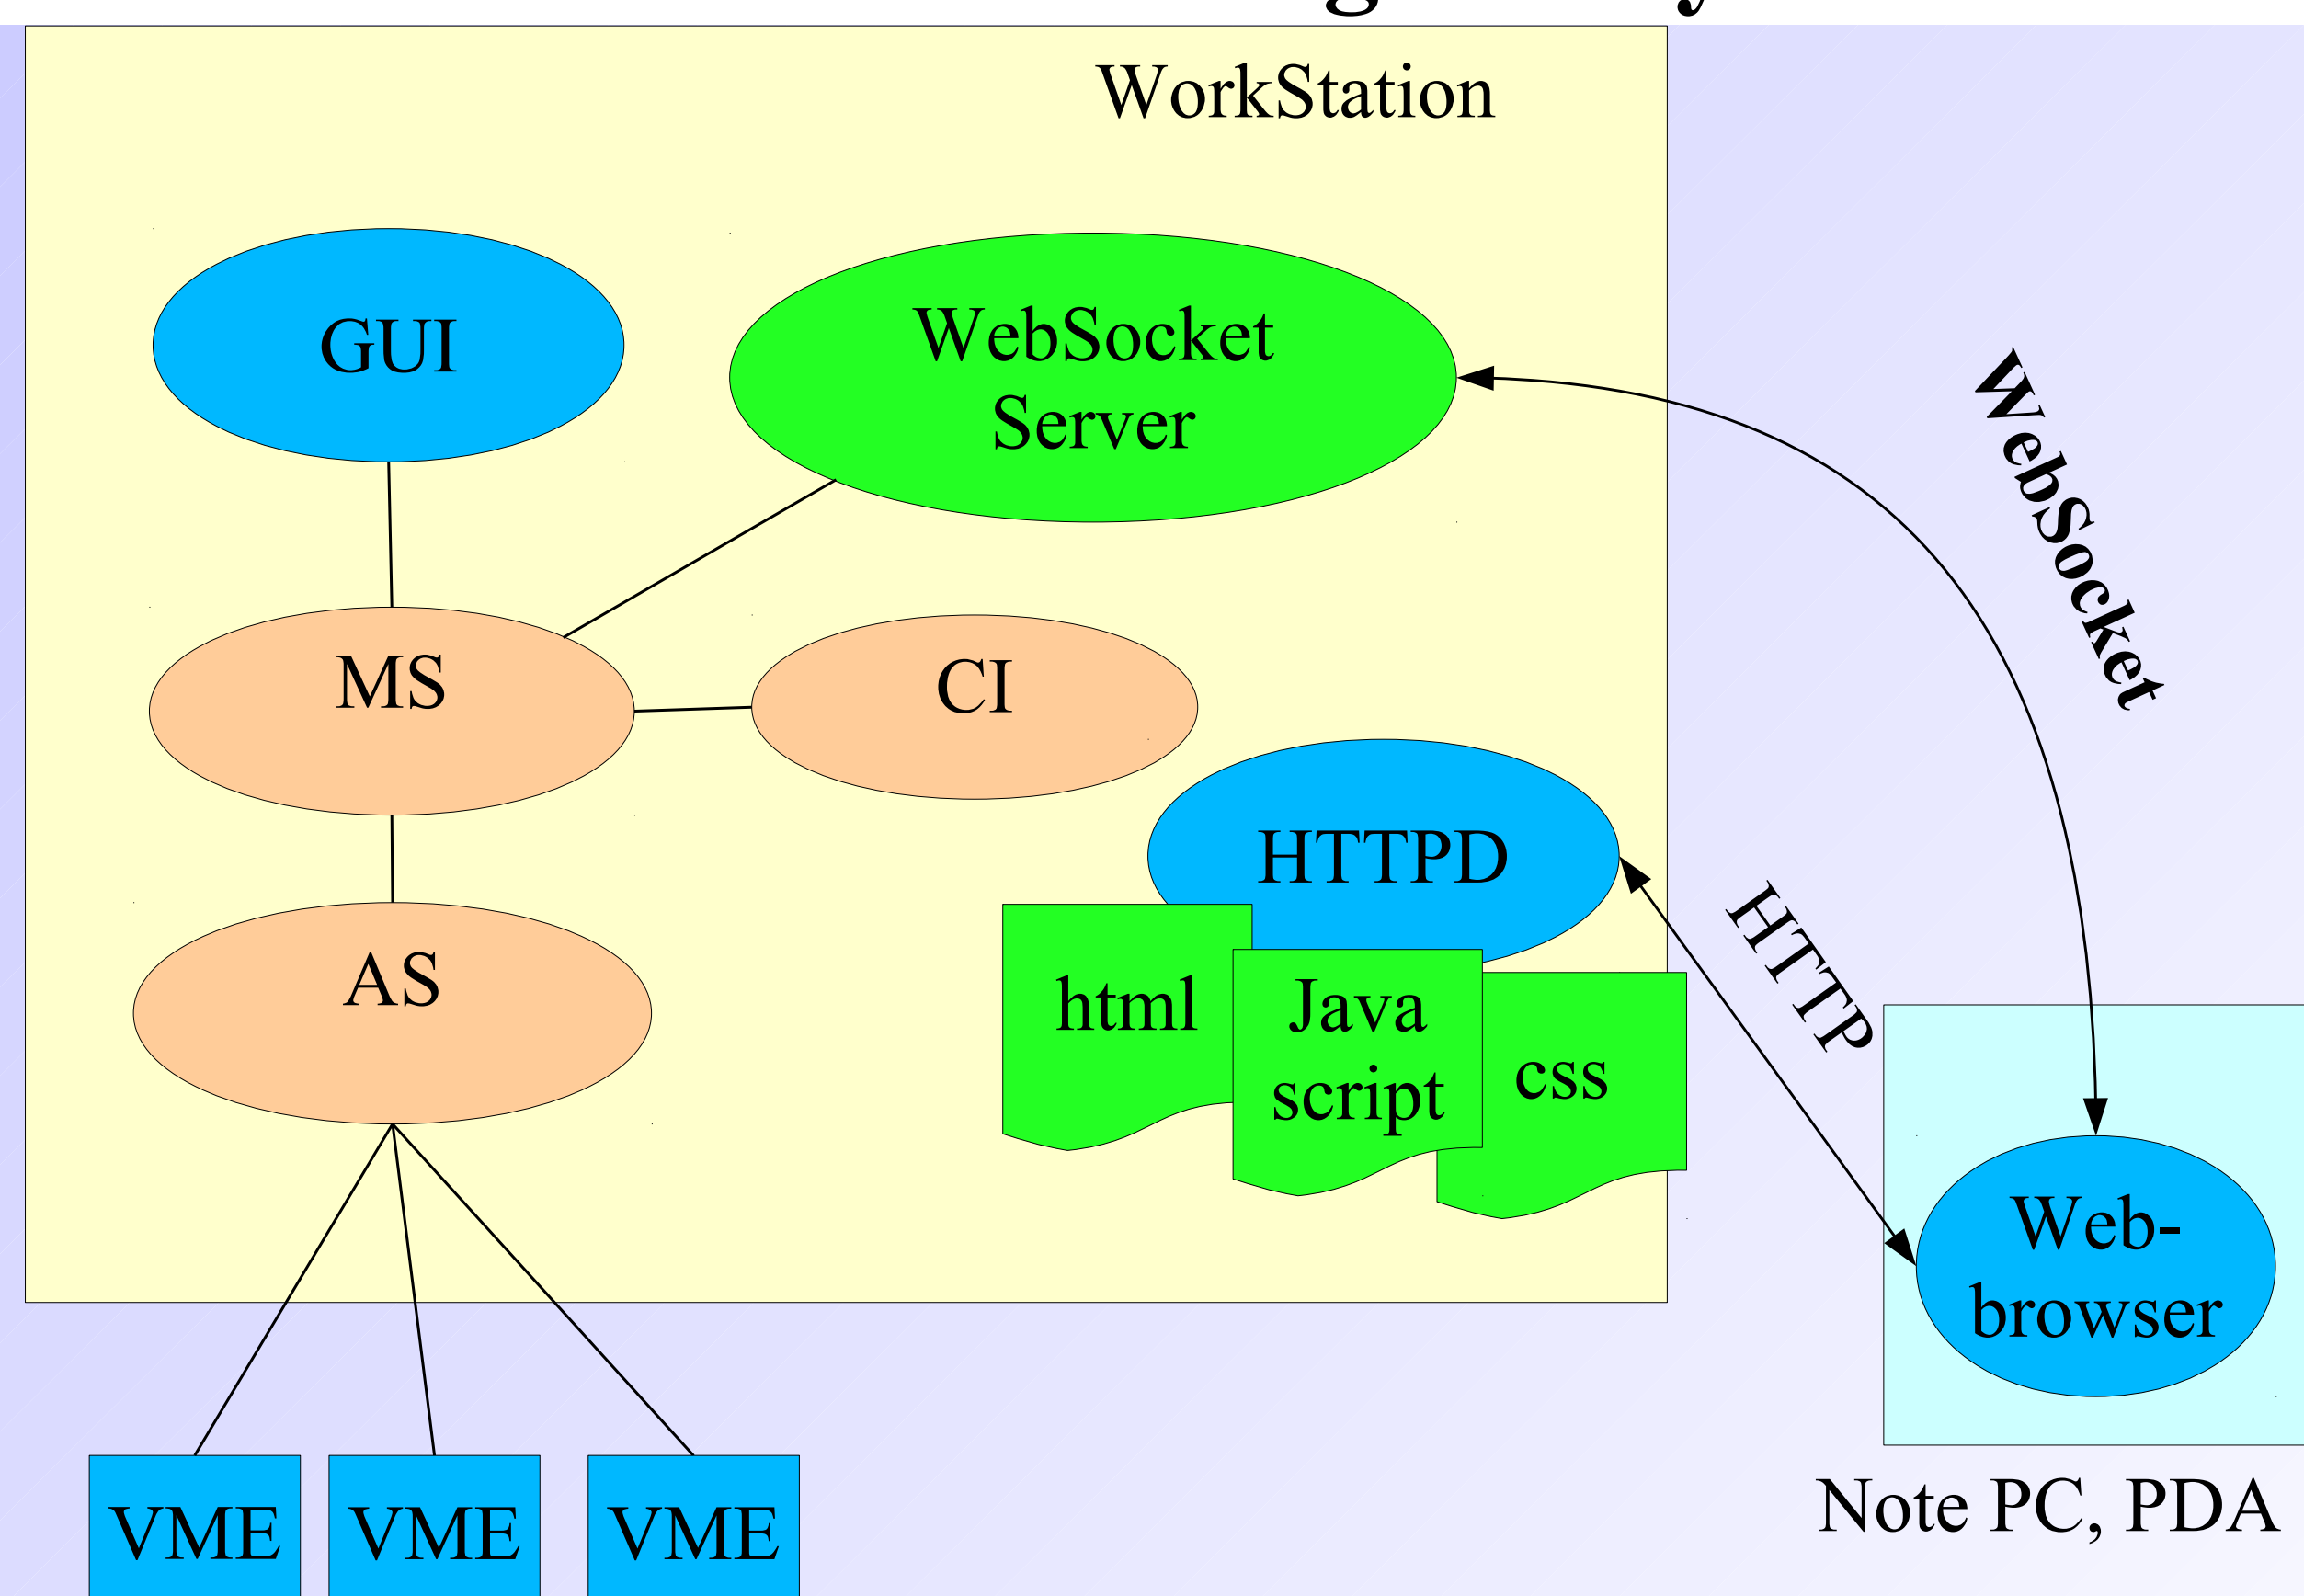 WorkStation
GUI
WebSocket
Server
WebSocket
MS
CI
HTTPD
HTTP
AS
html
Java
script
css
Web-
browser
VME
VME
VME
Note PC, PDA